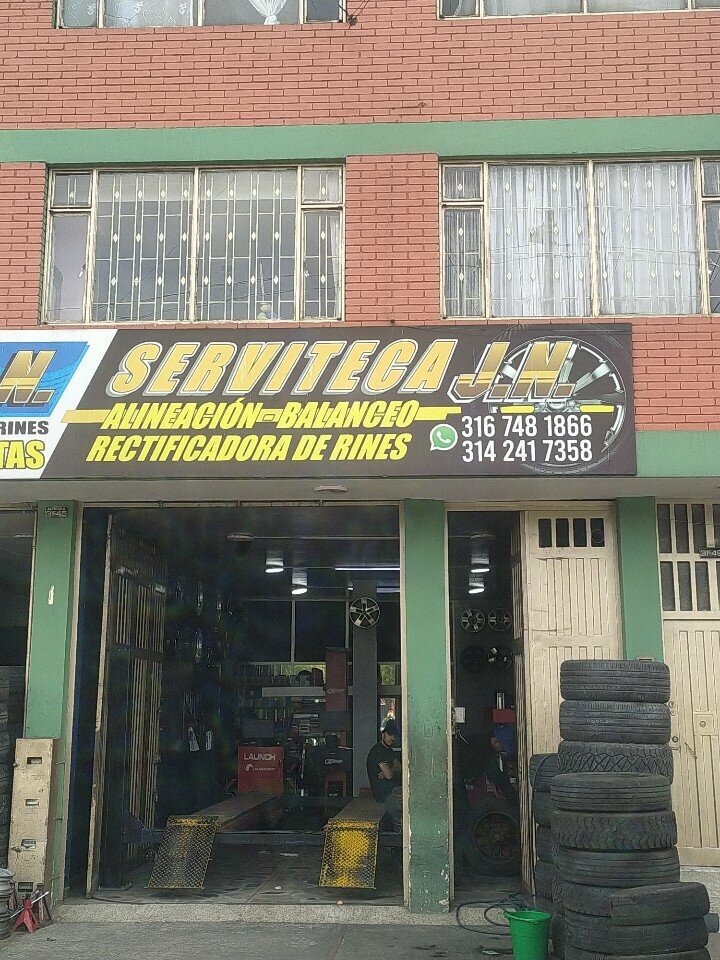 SERVITECA J.N.
ALINEACIÓN-BALANCEO
RECTIFICADORA DE RINES
316 748 1866
314 241 7358
N.
RINES
TAS
LAUNCH